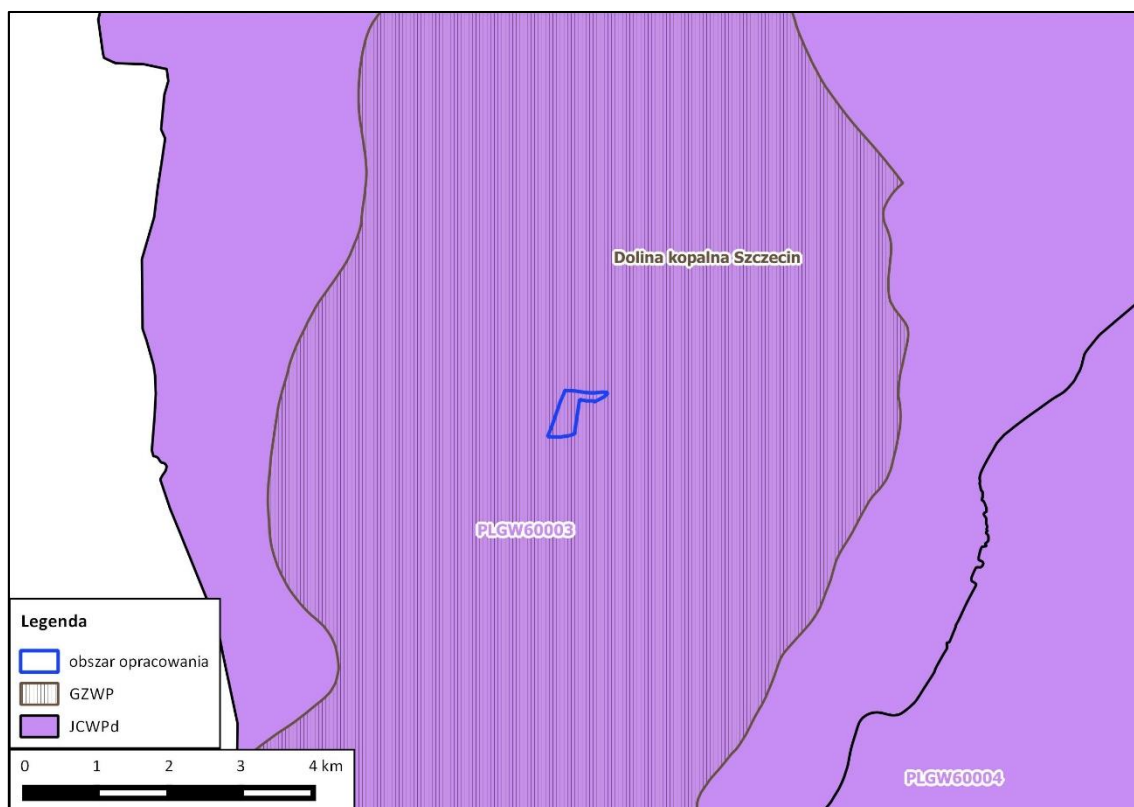 Dolina kopalna Szczecin
PLGW60003
Legenda
obszar opracowania
GZWP
JCWPd
0 1 2 3 4 km
PLGW60004